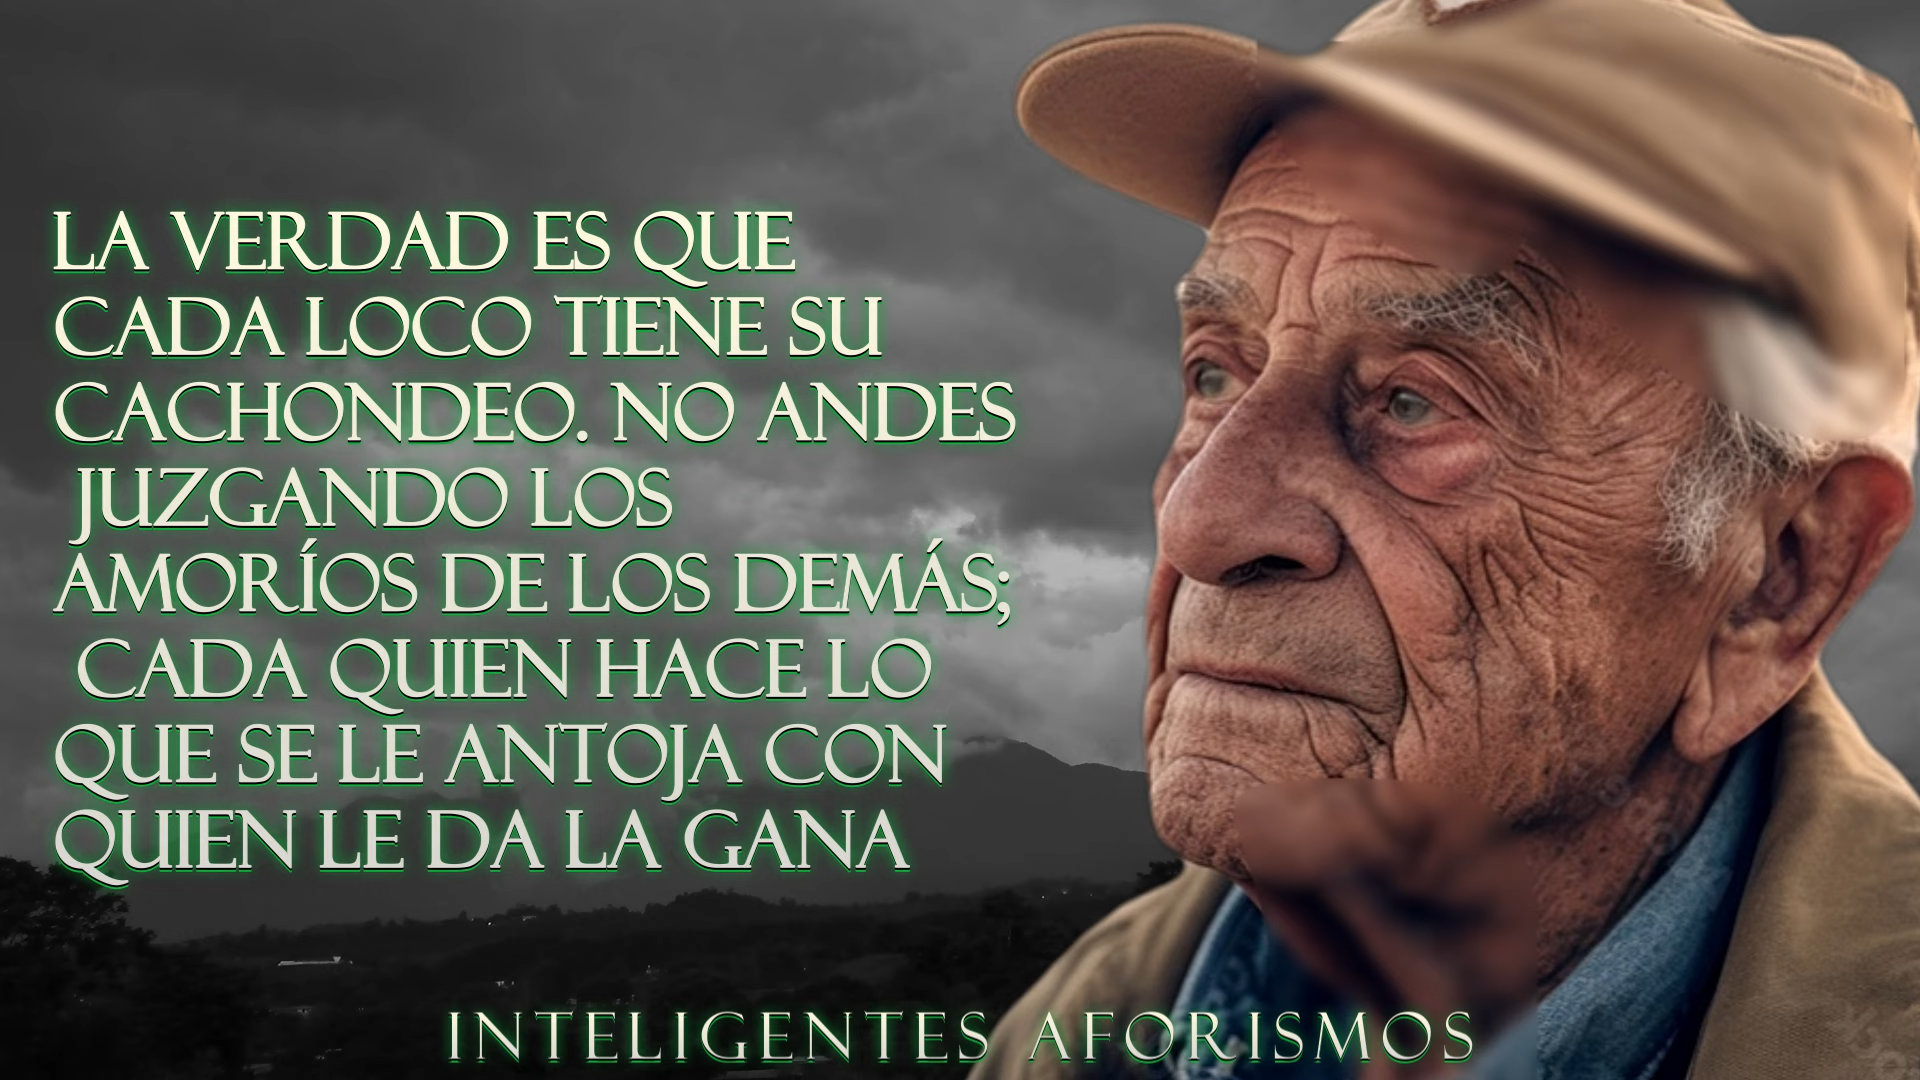 LA VERDAD ES QUE
CADA LOCO TIENE SU
CACHONDEO. NO ANDES
JUZGANDO LOS
AMORÍOS DE LOS DEMÁS;
CADA QUIEN HACE LO
QUE SE LE ANTOJA CON
QUIEN LE DA LA GANA
INTELIGENTES AFORISMOS